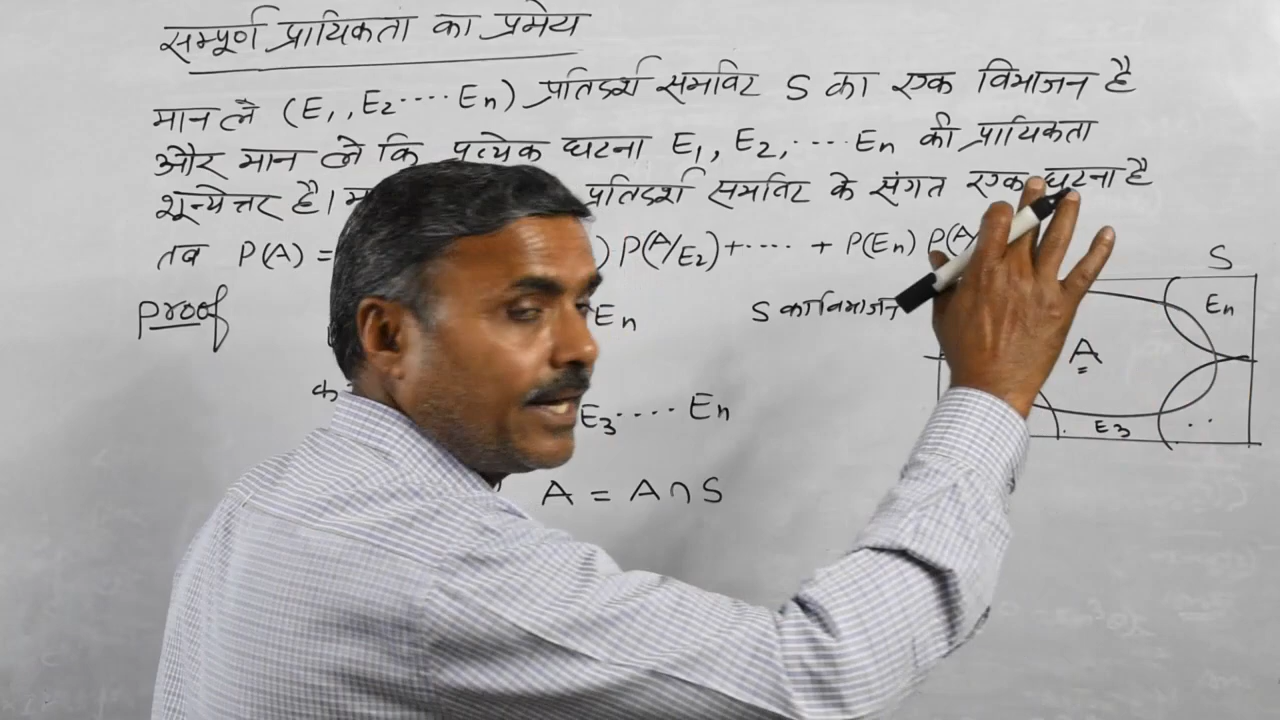 सम्पूर्ण प्रायिकता का प्रमेय
मान ले (E₁, E₂ .... Eₙ) प्रतिदर्श समष्टि S का एक विभाजन है
और मान ले कि प्रत्येक घटना E₁, E₂, .... Eₙ की प्रायिकता
शून्येत्तर है। प्रतिदर्श समष्टि के संगत एक घटना है
तब P(A) = ) P(A/E₂) + .... + P(Eₙ) P(A/
Proof Eₙ S का विभाजन
S
Eₙ
A
E₃ ..
E₃ .... Eₙ
A = A ∩ S